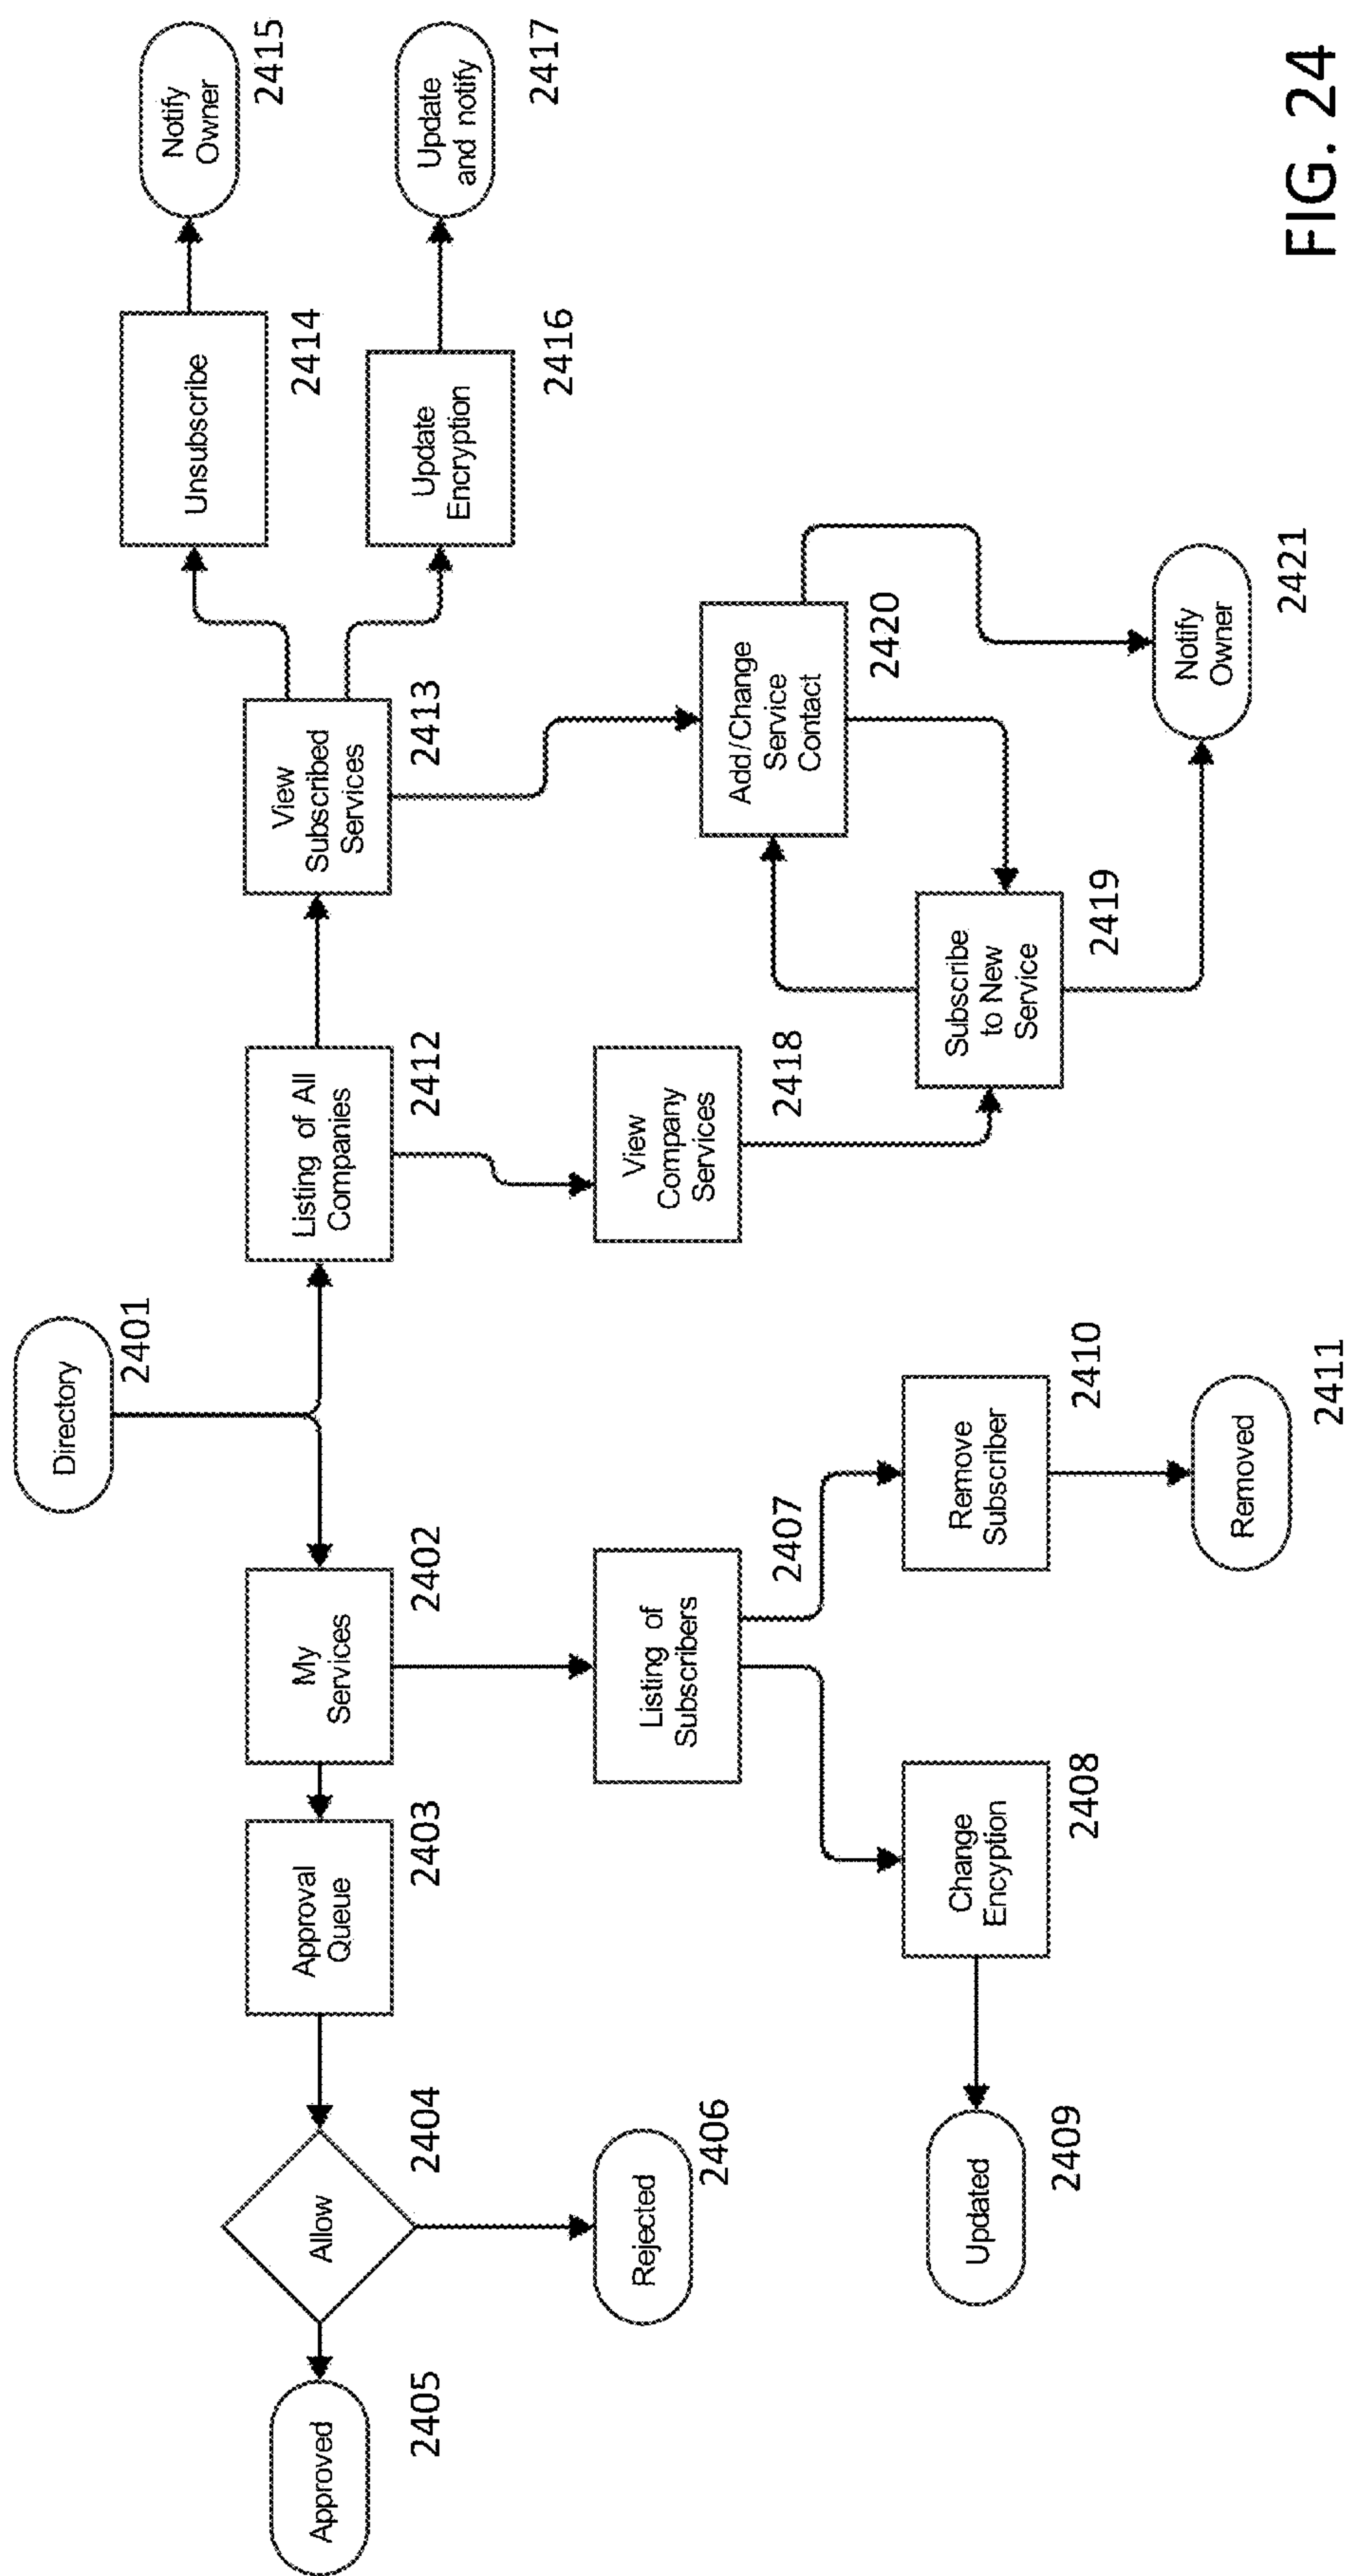 Directory
2401
My
Services
2402
Approval
Queue
2403
Allow
2404
Approved
2405
Rejected
2406
Listing of
Subscribers
2407
Change
Encyption
2408
Updated
2409
Remove
Subscriber
2410
Removed
2411
Listing of All
Companies
2412
View
Subscribed
Services
2413
Unsubscribe
2414
Notify
Owner
2415
Update
Encryption
2416
Update
and notify
2417
View
Company
Services
2418
Subscribe
to New
Service
2419
Add/Change
Service
Contact
2420
Notify
Owner
2421
FIG. 24